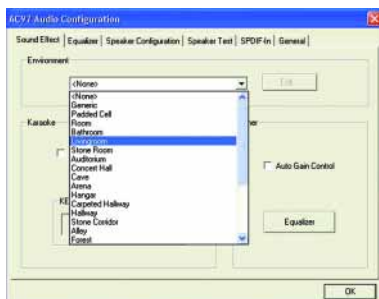 AC97 Audio Configuration
Sound Effect | Equalizer | Speaker Configuration | Speaker Test | SPDIF-In | General
Environment
<None>
Edit
<None>
Generic
Padded Cell
Room
Bathroom
Livingroom
Stone Room
Auditorium
Concert Hall
Cave
Arena
Hangar
Carpeted Hallway
Hallway
Stone Corridor
Alley
Forest
Karaoke
Auto Gain Control
KE
Equalizer
OK